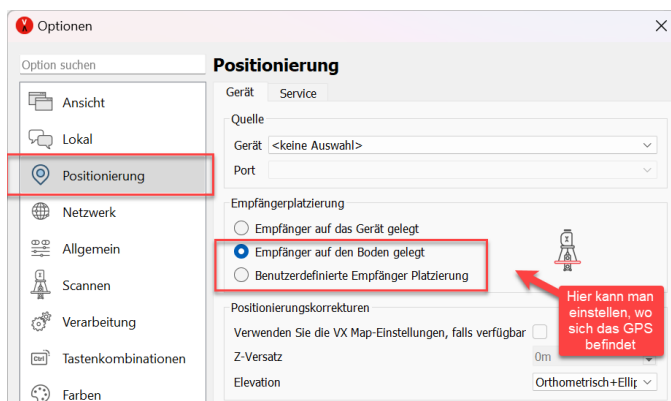 Optionen
Option suchen
Ansicht
Lokal
Positionierung
Netzwerk
Allgemein
Scannen
Verarbeitung
Ctrl
Tastenkombinationen
Farben
Positionierung
Gerät Service
Quelle
Gerät <keine Auswahl>
Port
Empfängerplatzierung
Empfänger auf das Gerät gelegt
Empfänger auf den Boden gelegt
Benutzerdefinierte Empfänger Platzierung
Hier kann man
einstellen, wo
sich das GPS
befindet
Positionierungskorrekturen
Verwenden Sie die VX Map-Einstellungen, falls verfügbar
Z-Versatz 0m
Elevation Orthometrisch+Ellip